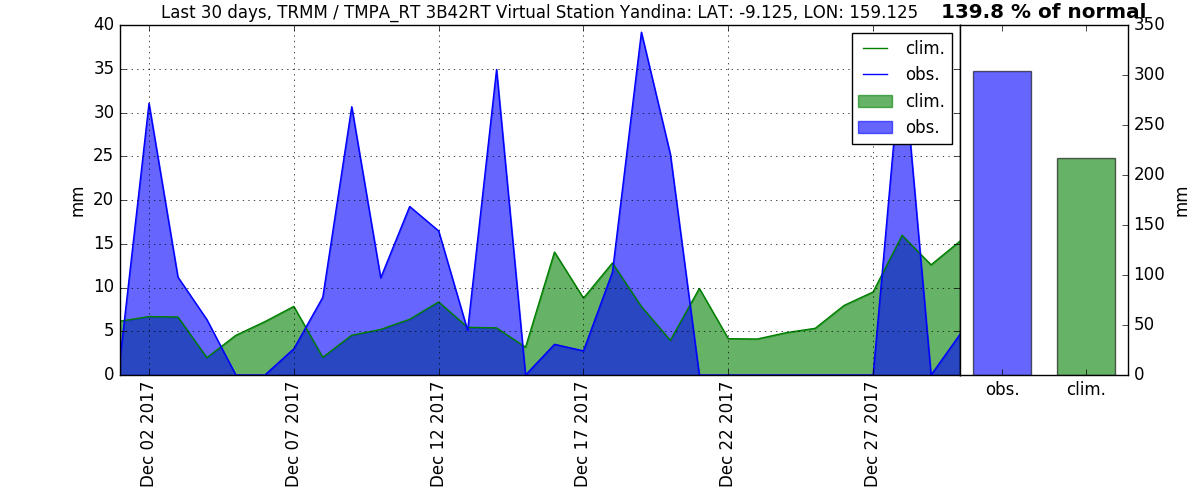 Last 30 days, TRMM / TMPA_RT 3B42RT Virtual Station Yandina: LAT: -9.125, LON: 159.125
139.8 % of normal
40
35
30
25
20
15
10
5
0
mm
clim.
obs.
clim.
obs.
Dec 02 2017
Dec 07 2017
Dec 12 2017
Dec 17 2017
Dec 22 2017
Dec 27 2017
350
300
250
200
150
100
50
0
mm
obs.
clim.